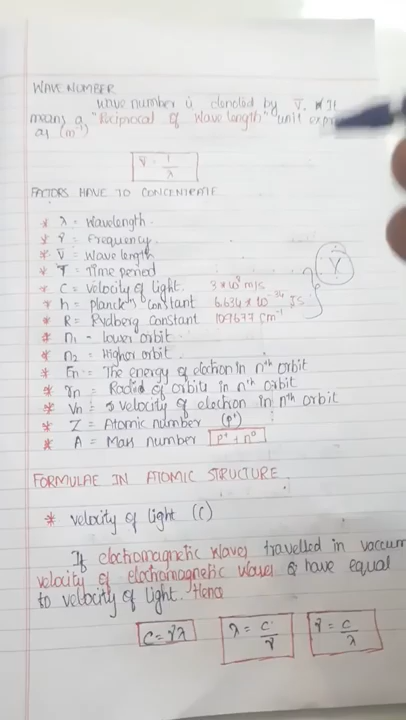 WAVE NUMBER
wave number is denoted by ν̅. It
means a "Reciprocal of wave length" unit
as (m⁻¹)
ν̅ = 1/λ
FACTORS HAVE TO CONCENTRATE
* λ = Wavelength.
* γ = Frequency.
* ν̅ = Wave length
* T = Time period
* C = velocity of light. 3 * 10⁸ m/s
* h = planck's constant 6.634 * 10⁻³⁴ JS
* R = Rydberg constant 109677 cm⁻¹
* n₁ - lower orbit
* n₂ = Higher orbit
* En = The energy of election in nᵗʰ orbit
* rn = Radii of orbits in nᵗʰ orbit
* Vn = velocity of election in nᵗʰ orbit
* Z = Atomic number (p⁺)
* A = Mass number p⁺ + n⁰
FORMULAE IN ATOMIC STRUCTURE
* velocity of light (C)
If electromagnetic waves travelled in vaccum
velocity of electromagnetic waves have equal
to velocity of light. Hence
C = γλ λ = C/γ γ = C/λ